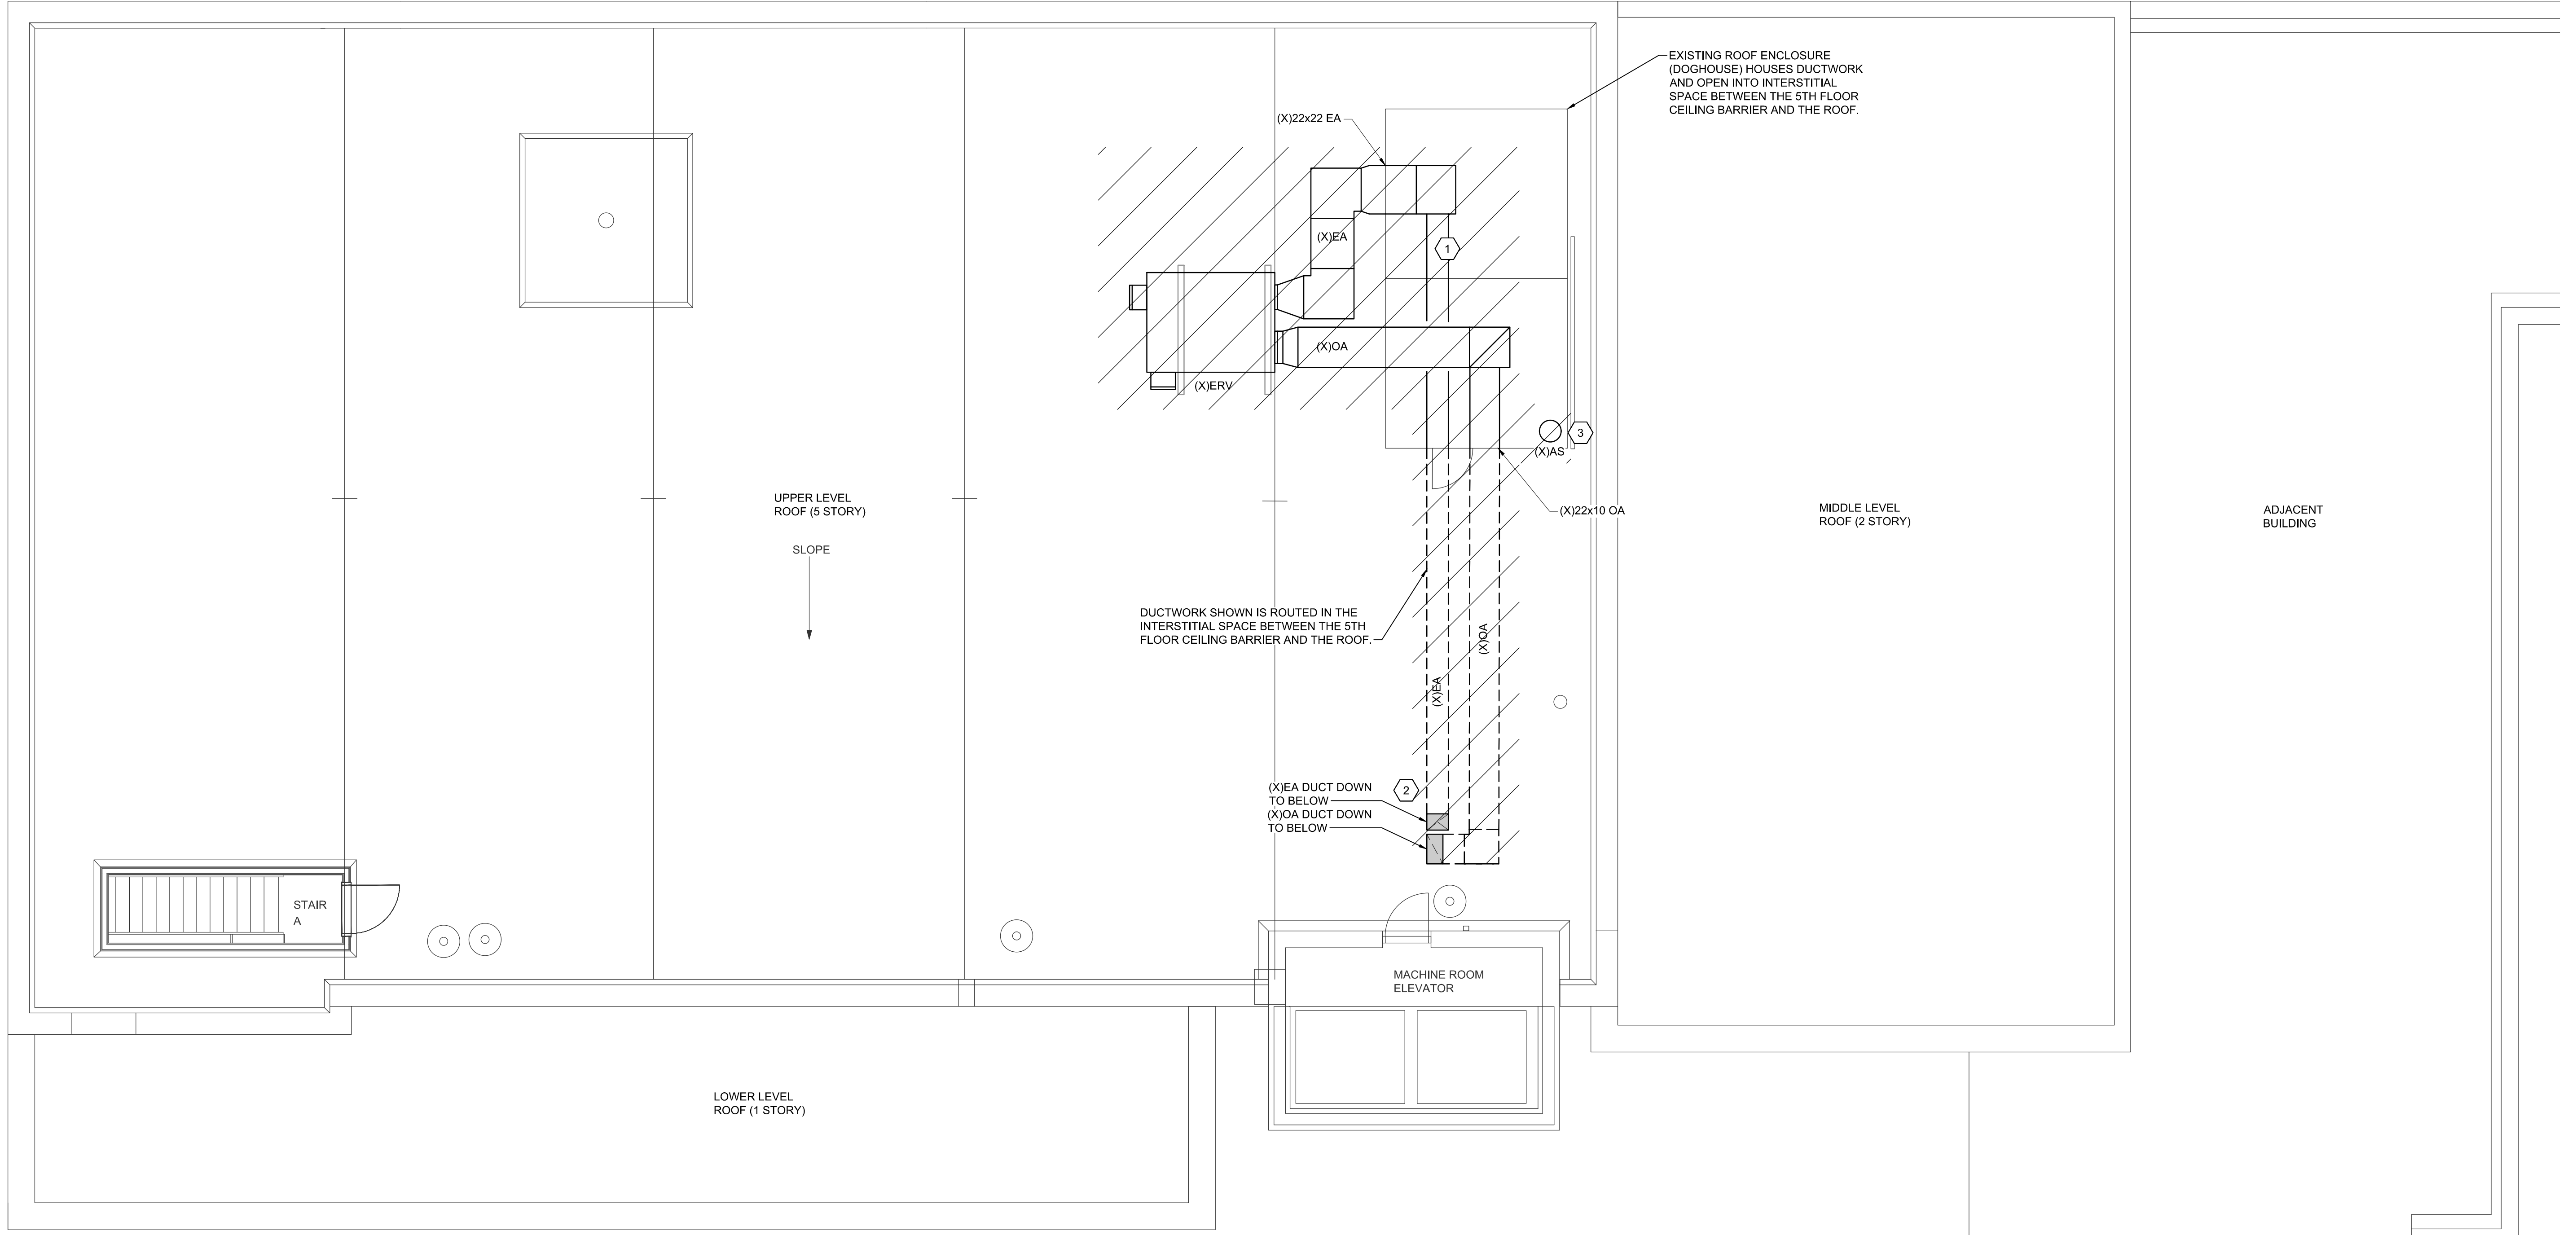 EXISTING ROOF ENCLOSURE
(DOGHOUSE) HOUSES DUCTWORK
AND OPEN INTO INTERSTITIAL
SPACE BETWEEN THE 5TH FLOOR
CEILING BARRIER AND THE ROOF.
(X)22x22 EA
(X)EA
1
(X)OA
(X)ERV
3
(X)AS
(X)22x10 OA
UPPER LEVEL
ROOF (5 STORY)
SLOPE
MIDDLE LEVEL
ROOF (2 STORY)
ADJACENT
BUILDING
DUCTWORK SHOWN IS ROUTED IN THE
INTERSTITIAL SPACE BETWEEN THE 5TH
FLOOR CEILING BARRIER AND THE ROOF.
(X)OA
(X)EA
(X)EA DUCT DOWN
TO BELOW
2
(X)OA DUCT DOWN
TO BELOW
STAIR
A
MACHINE ROOM
ELEVATOR
LOWER LEVEL
ROOF (1 STORY)